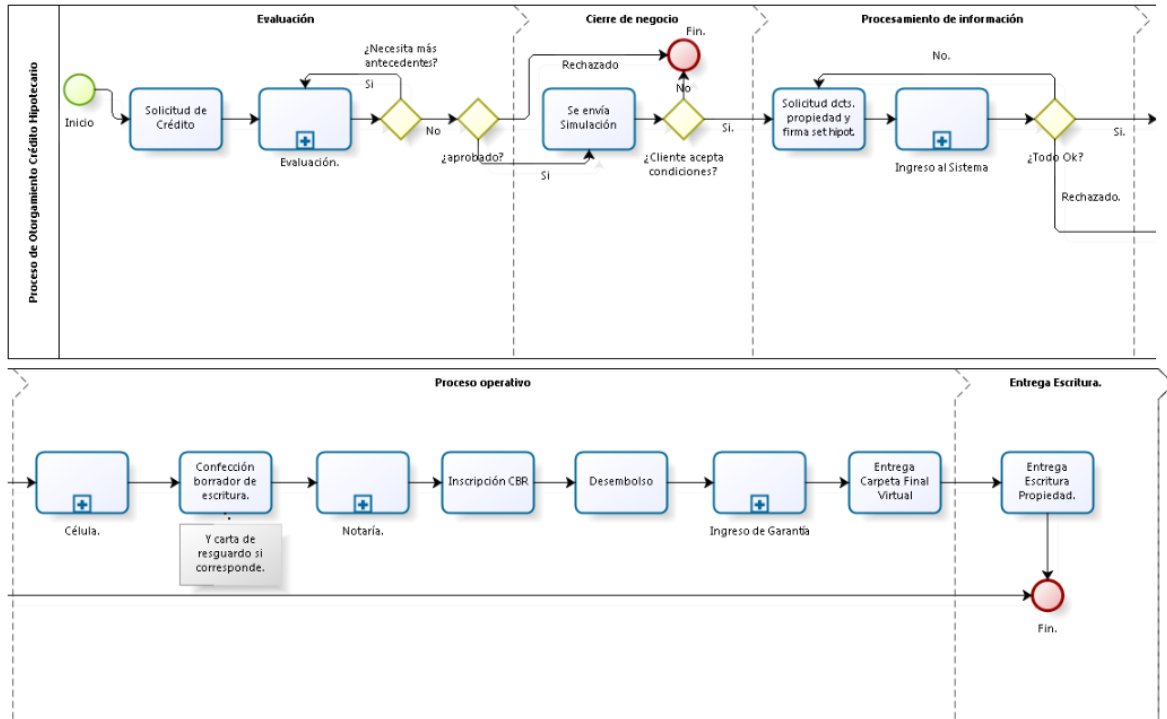 Proceso de Otorgamiento Crédito Hipotecario
Evaluación
Cierre de negocio
Procesamiento de información
Inicio
Solicitud de
Crédito
Evaluación.
¿Necesita más
antecedentes?
Si
No
¿aprobado?
Rechazado
Si
Fin.
Se envía
Simulación
No
¿Cliente acepta
condiciones?
Si.
Solicitud dcts.
propiedad y
firma set hipot.
Ingreso al Sistema
No.
¿Todo Ok?
Si.
Rechazado.
Proceso operativo
Entrega Escritura.
Célula.
Confección
borrador de
escritura.
Y carta de
resguardo si
corresponde.
Notaría.
Inscripción CBR
Desembolso
Ingreso de Garantía
Entrega
Carpeta Final
Virtual
Entrega
Escritura
Propiedad.
Fin.